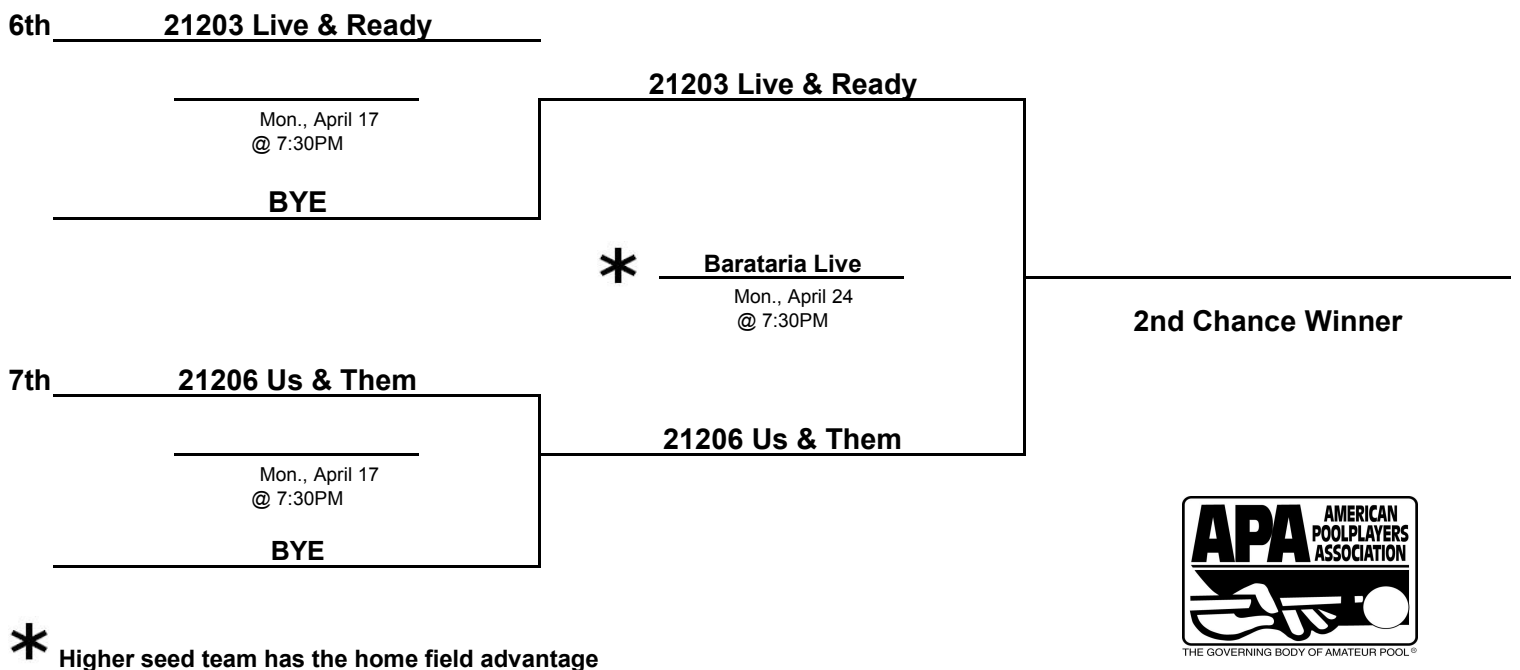 6th 21203 Live & Ready
21203 Live & Ready
Mon., April 17
@ 7:30PM
BYE
* Barataria Live
Mon., April 24
@ 7:30PM
2nd Chance Winner
7th 21206 Us & Them
21206 Us & Them
Mon., April 17
@ 7:30PM
BYE
APA AMERICAN
POOLPLAYERS
ASSOCIATION
THE GOVERNING BODY OF AMATEUR POOL®
* Higher seed team has the home field advantage